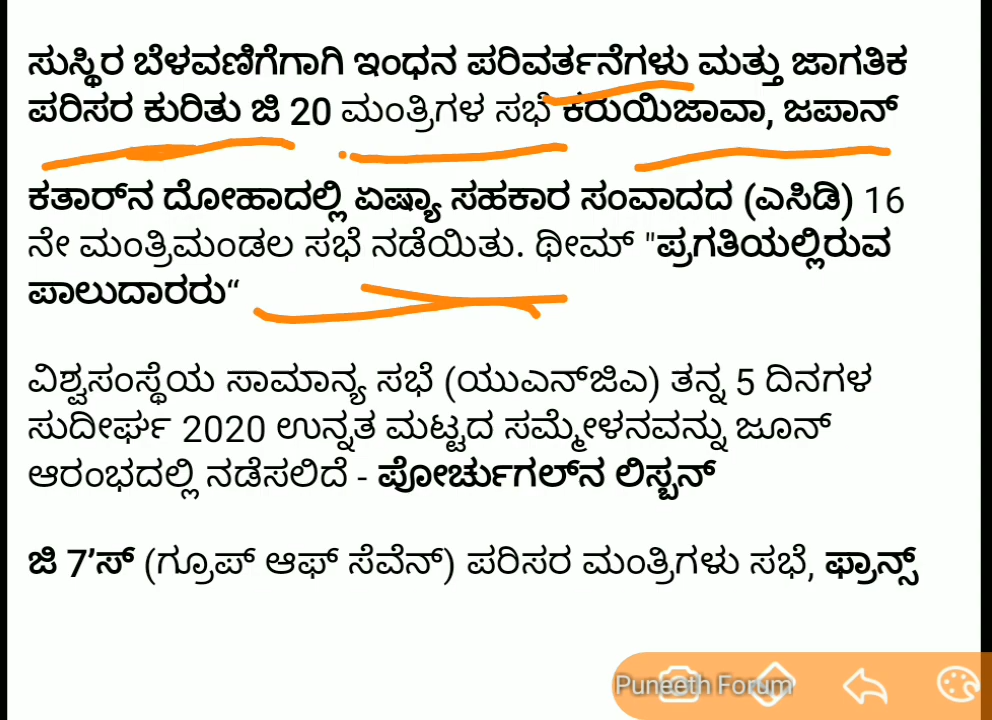 ಸುಸ್ಥಿರ ಬೆಳವಣಿಗೆಗಾಗಿ ಇಂಧನ ಪರಿವರ್ತನೆಗಳು ಮತ್ತು ಜಾಗತಿಕ
ಪರಿಸರ ಕುರಿತು ಜಿ 20 ಮಂತ್ರಿಗಳ ಸಭೆ ಕರುಯಿಜಾವಾ, ಜಪಾನ್
ಕತಾರ್‌ನ ದೋಹಾದಲ್ಲಿ ಏಷ್ಯಾ ಸಹಕಾರ ಸಂವಾದದ (ಎಸಿಡಿ) 16
ನೇ ಮಂತ್ರಿಮಂಡಲ ಸಭೆ ನಡೆಯಿತು. ಥೀಮ್ "ಪ್ರಗತಿಯಲ್ಲಿರುವ
ಪಾಲುದಾರರು“
ವಿಶ್ವಸಂಸ್ಥೆಯ ಸಾಮಾನ್ಯ ಸಭೆ (ಯುಎನ್‌ಜಿಎ) ತನ್ನ 5 ದಿನಗಳ
ಸುದೀರ್ಘ 2020 ಉನ್ನತ ಮಟ್ಟದ ಸಮ್ಮೇಳನವನ್ನು ಜೂನ್
ಆರಂಭದಲ್ಲಿ ನಡೆಸಲಿದೆ - ಪೋರ್ಚುಗಲ್‌ನ ಲಿಸ್ಬನ್
ಜಿ 7’ಸ್ (ಗ್ರೂಪ್ ಆಫ್ ಸೆವೆನ್) ಪರಿಸರ ಮಂತ್ರಿಗಳು ಸಭೆ, ಫ್ರಾನ್ಸ್
Puneeth Forum